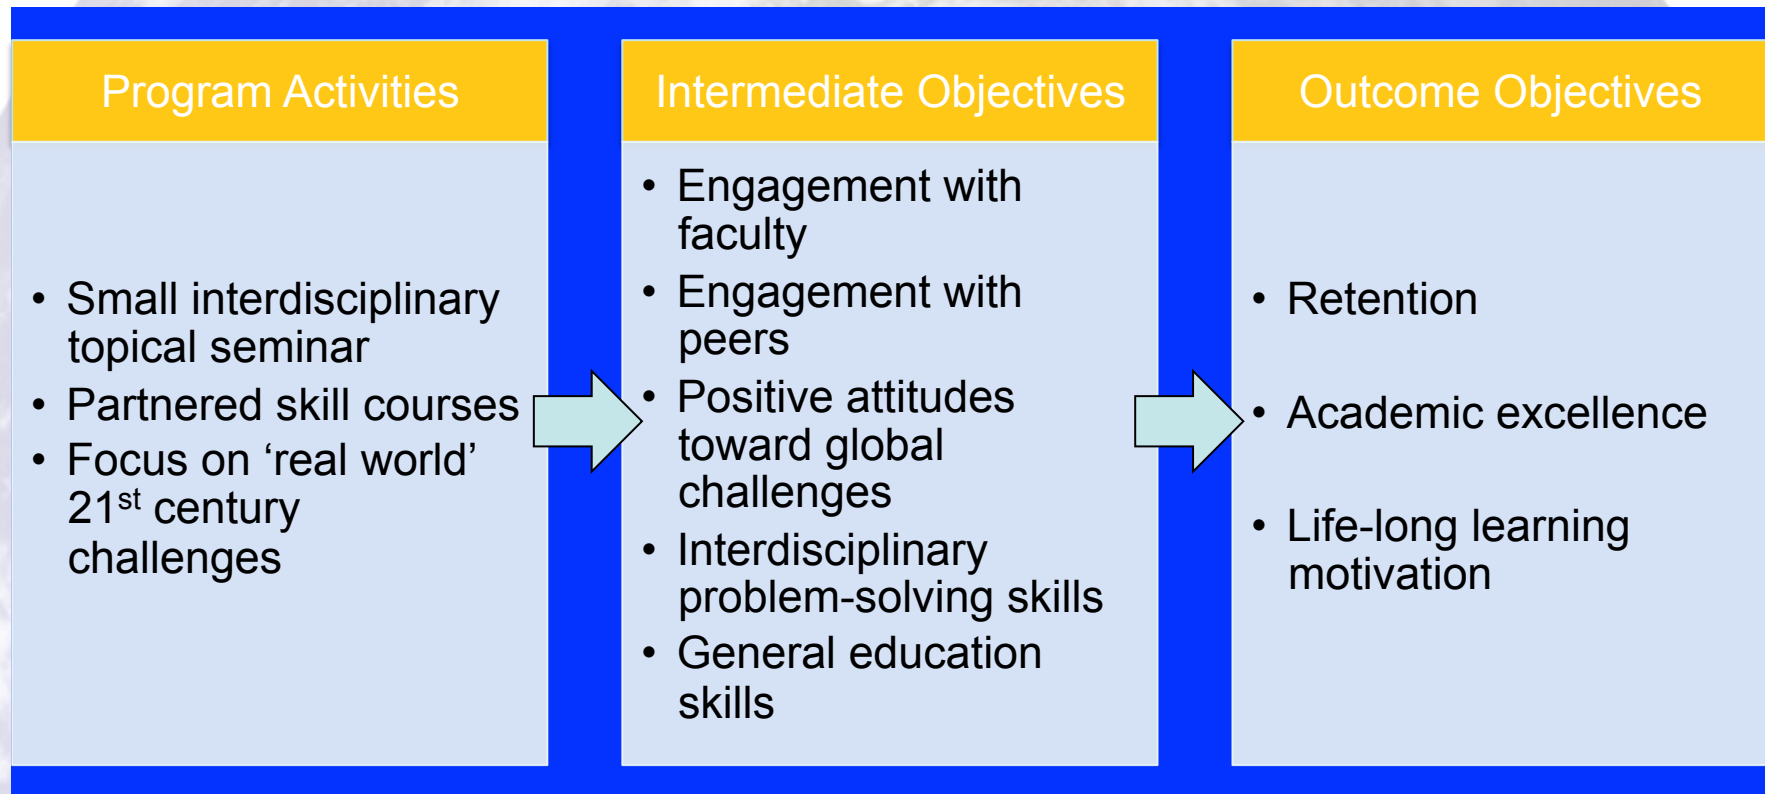 Program Activities
• Small interdisciplinary
topical seminar
• Partnered skill courses
• Focus on ‘real world’
21st century
challenges
Intermediate Objectives
• Engagement with
faculty
• Engagement with
peers
• Positive attitudes
toward global
challenges
• Interdisciplinary
problem-solving skills
• General education
skills
Outcome Objectives
• Retention
• Academic excellence
• Life-long learning
motivation